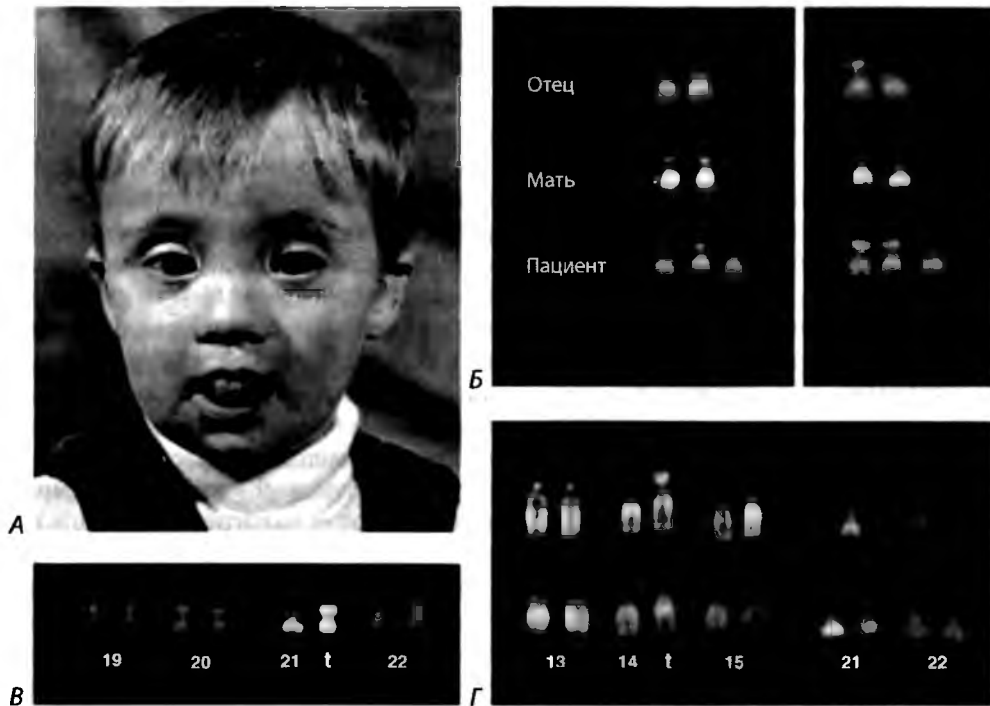 Отец
Мать
Пациент
А
Б
19 20 21 t 22
В
13 14 t 15 21 22
Г